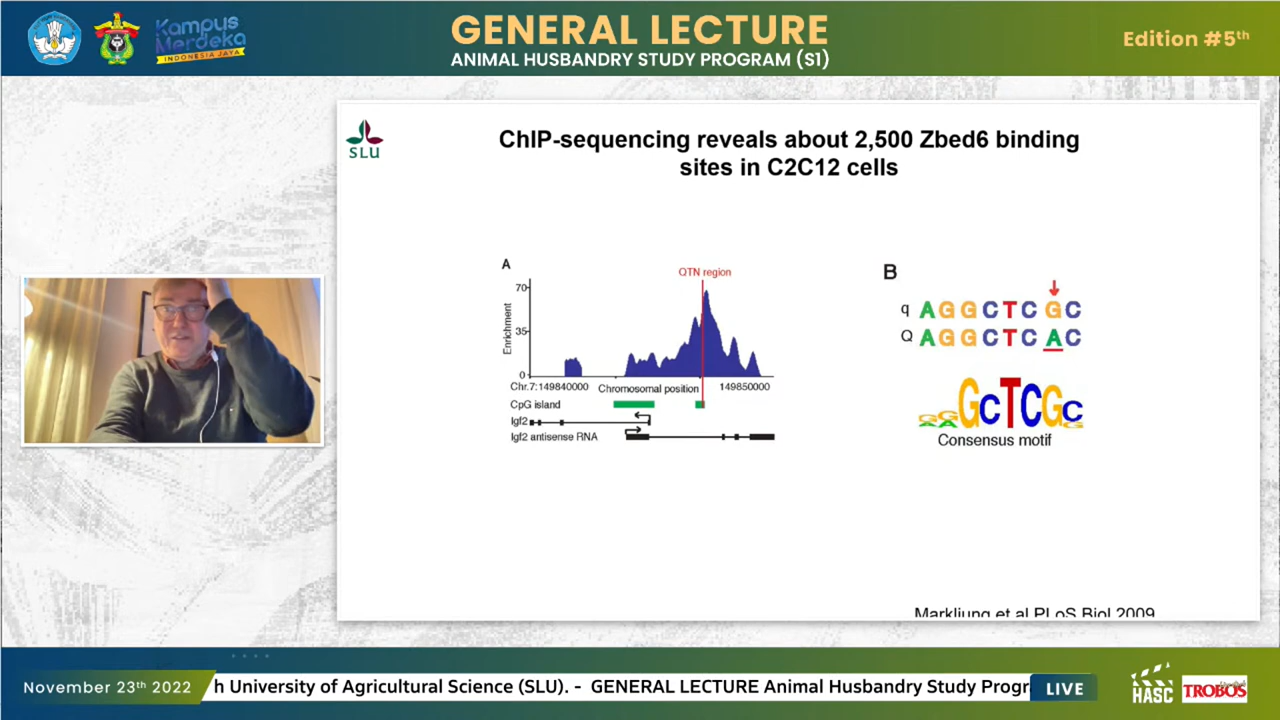 Kampus
Merdeka
INDONESIA JAYA
GENERAL LECTURE
ANIMAL HUSBANDRY STUDY PROGRAM (S1)
Edition #5th
SLU
ChIP-sequencing reveals about 2,500 Zbed6 binding
sites in C2C12 cells
A
QTN region
70
35
0
Enrichment
Chr.7:149840000
Chromosomal position
149850000
CpG island
Igf2
Igf2 antisense RNA
B
q AGGCTCGC
Q AGGCTCAC
GCTCGC
Consensus motif
Markljung et al PLoS Biol 2009
November 23th 2022
h University of Agricultural Science (SLU). - GENERAL LECTURE Animal Husbandry Study Progr
LIVE
HASC
TROBOS